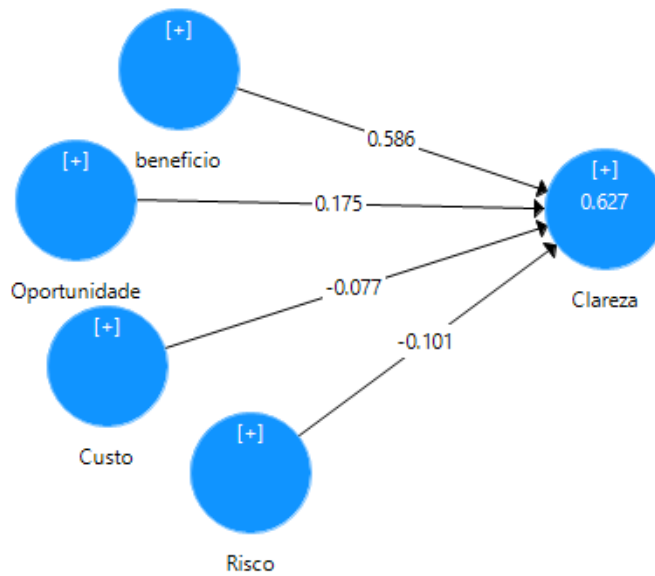 [+]
beneficio
0.586
[+]
Oportunidade
0.175
[+]
0.627
Clareza
[+]
Custo
-0.077
[+]
Risco
-0.101